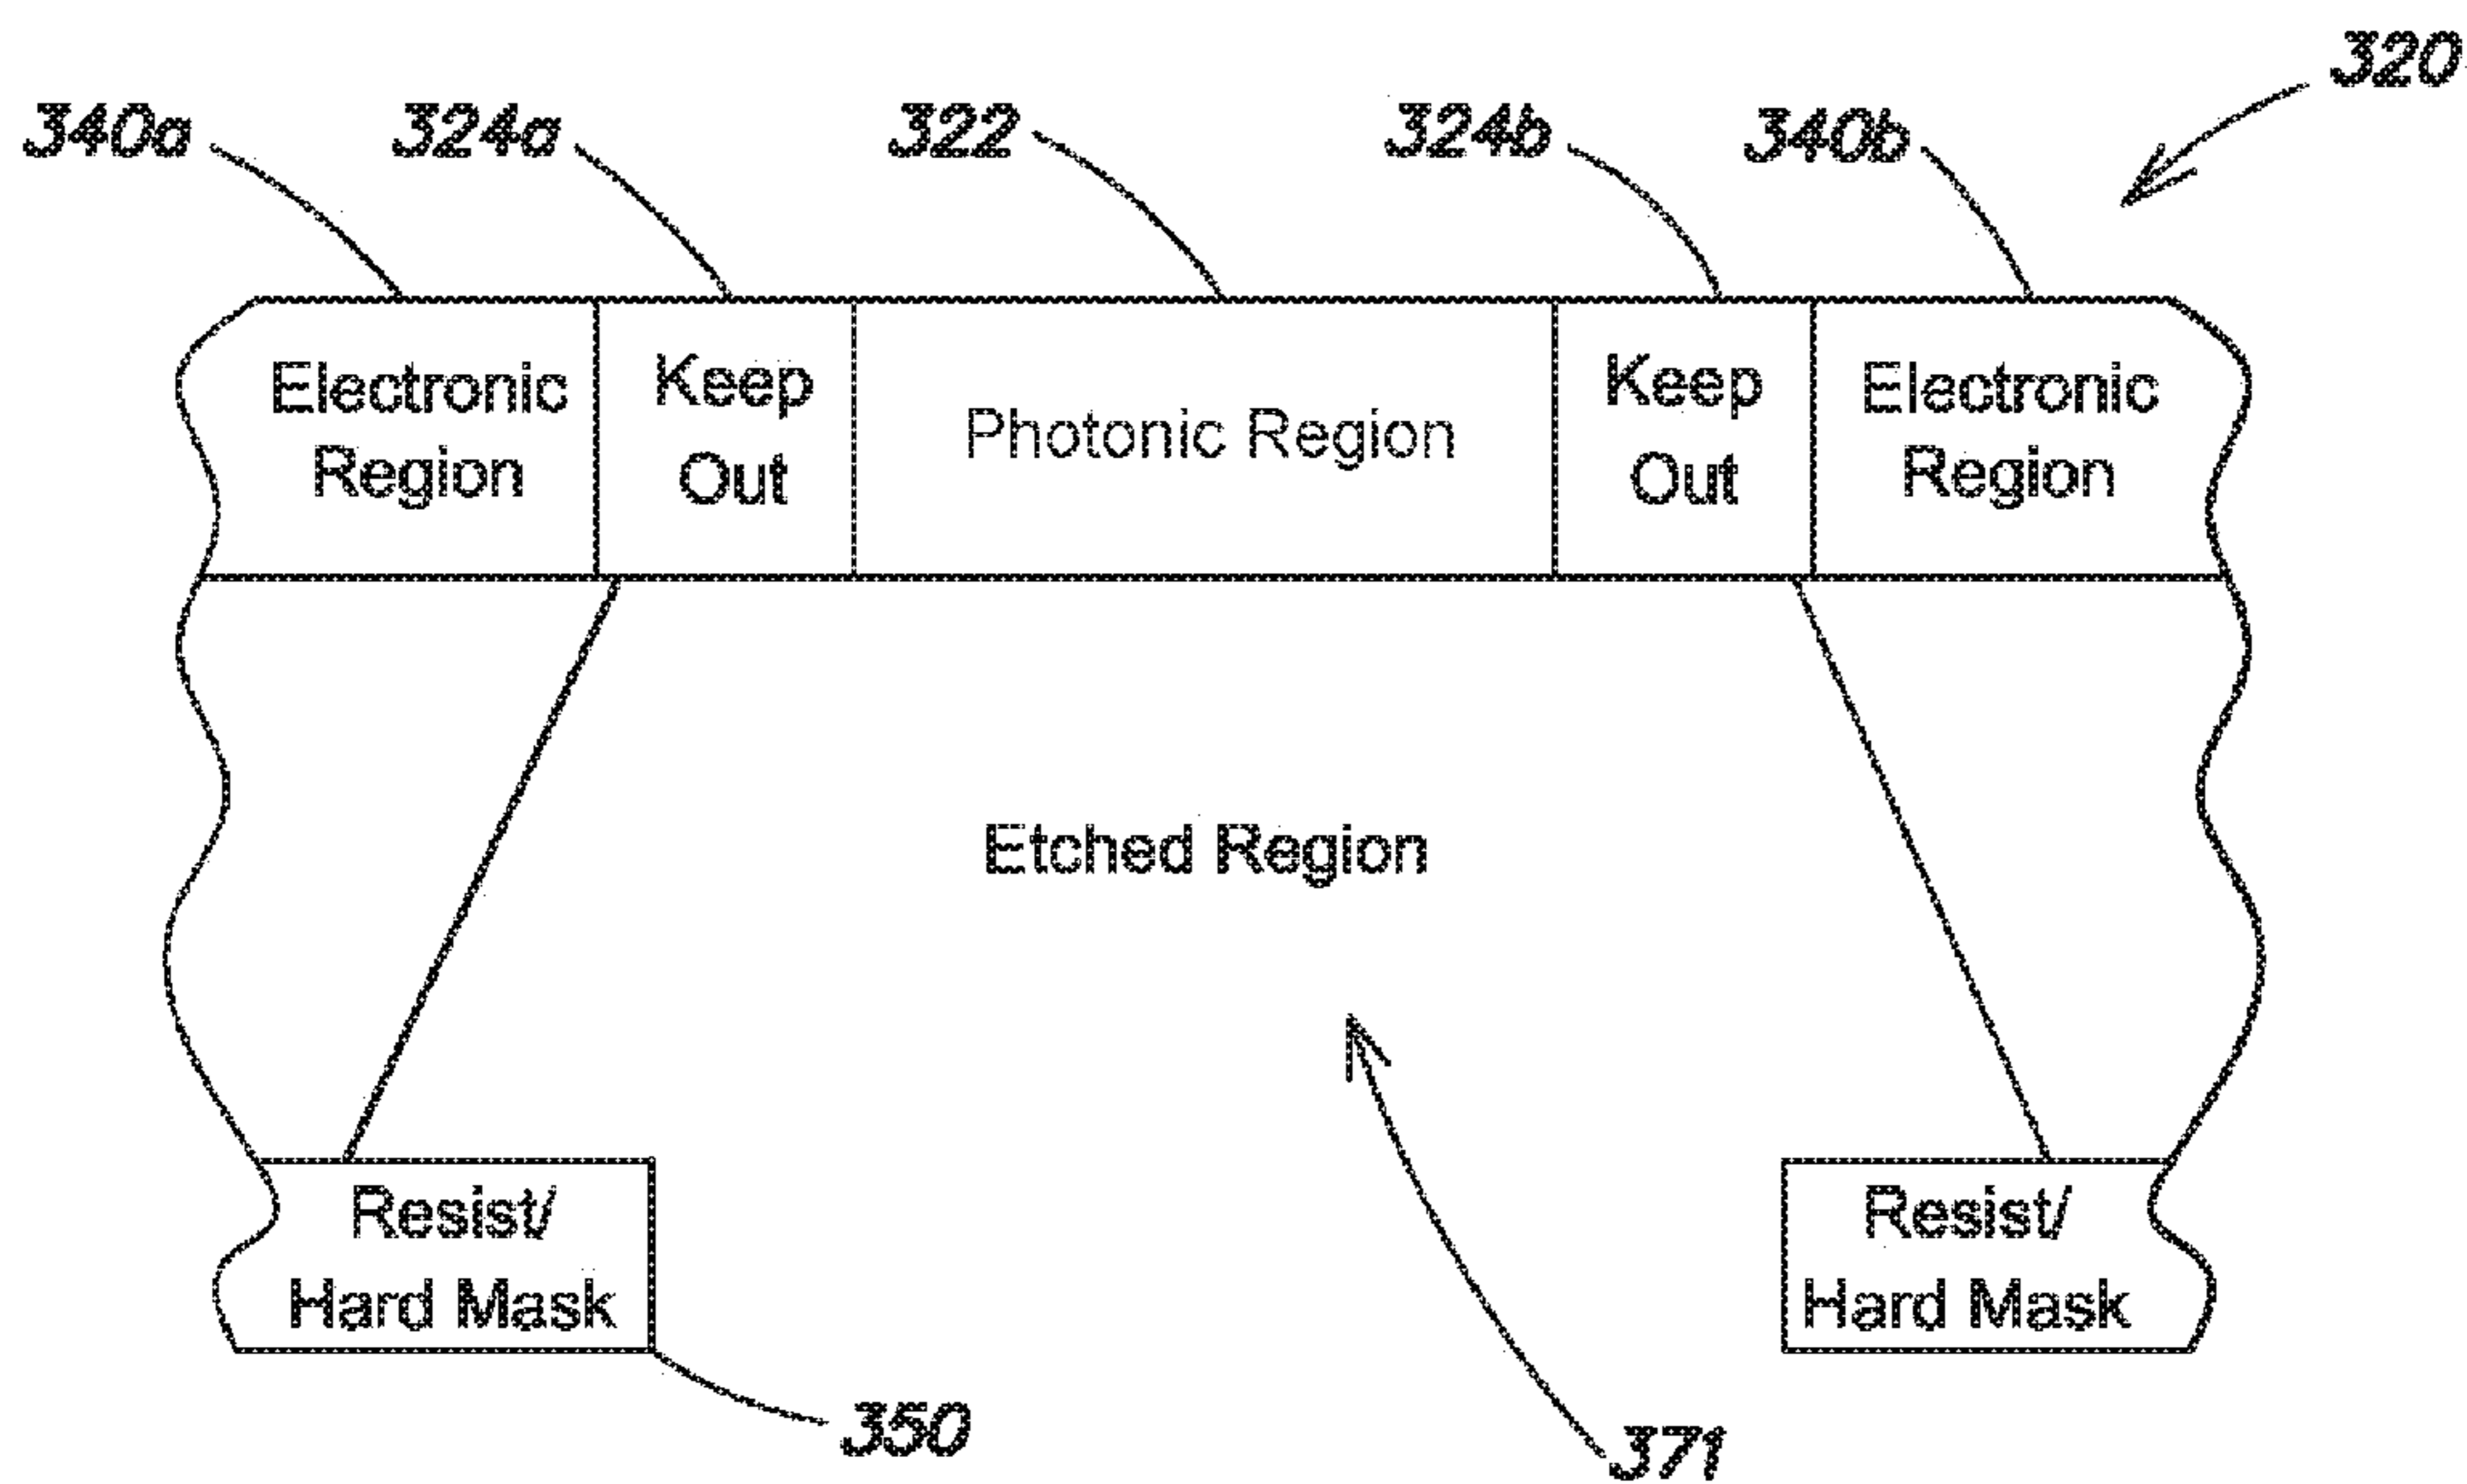 320
340a 324a 322 324b 340b
Electronic Region
Keep Out
Photonic Region
Keep Out
Electronic Region
Etched Region
Resist/
Hard Mask
Resist/
Hard Mask
350
371